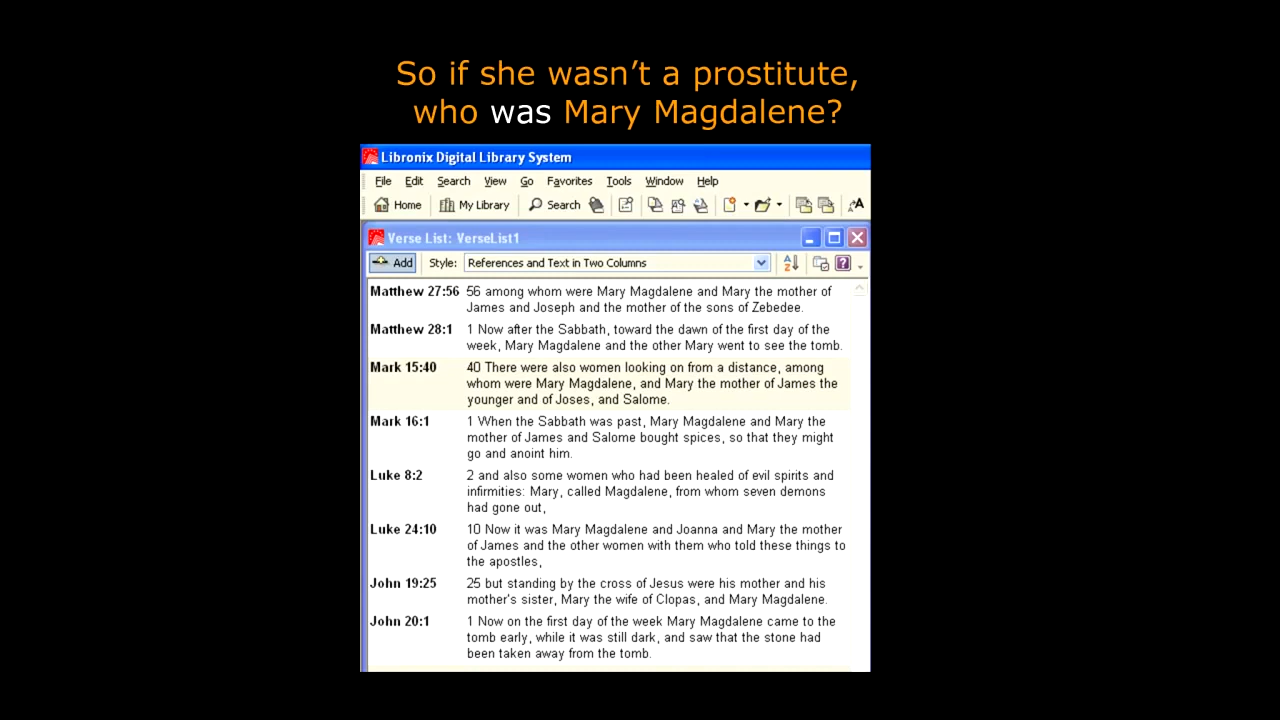 So if she wasn't a prostitute,
who was Mary Magdalene?
Libronix Digital Library System
File Edit Search View Go Favorites Tools Window Help
Home My Library Search
Verse List: VerseList1
Add Style: References and Text in Two Columns
Matthew 27:56 56 among whom were Mary Magdalene and Mary the mother of
James and Joseph and the mother of the sons of Zebedee.
Matthew 28:1 1 Now after the Sabbath, toward the dawn of the first day of the
week, Mary Magdalene and the other Mary went to see the tomb.
Mark 15:40 40 There were also women looking on from a distance, among
whom were Mary Magdalene, and Mary the mother of James the
younger and of Joses, and Salome.
Mark 16:1 1 When the Sabbath was past, Mary Magdalene and Mary the
mother of James and Salome bought spices, so that they might
go and anoint him.
Luke 8:2 2 and also some women who had been healed of evil spirits and
infirmities: Mary, called Magdalene, from whom seven demons
had gone out,
Luke 24:10 10 Now it was Mary Magdalene and Joanna and Mary the mother
of James and the other women with them who told these things to
the apostles,
John 19:25 25 but standing by the cross of Jesus were his mother and his
mother's sister, Mary the wife of Clopas, and Mary Magdalene.
John 20:1 1 Now on the first day of the week Mary Magdalene came to the
tomb early, while it was still dark, and saw that the stone had
been taken away from the tomb.